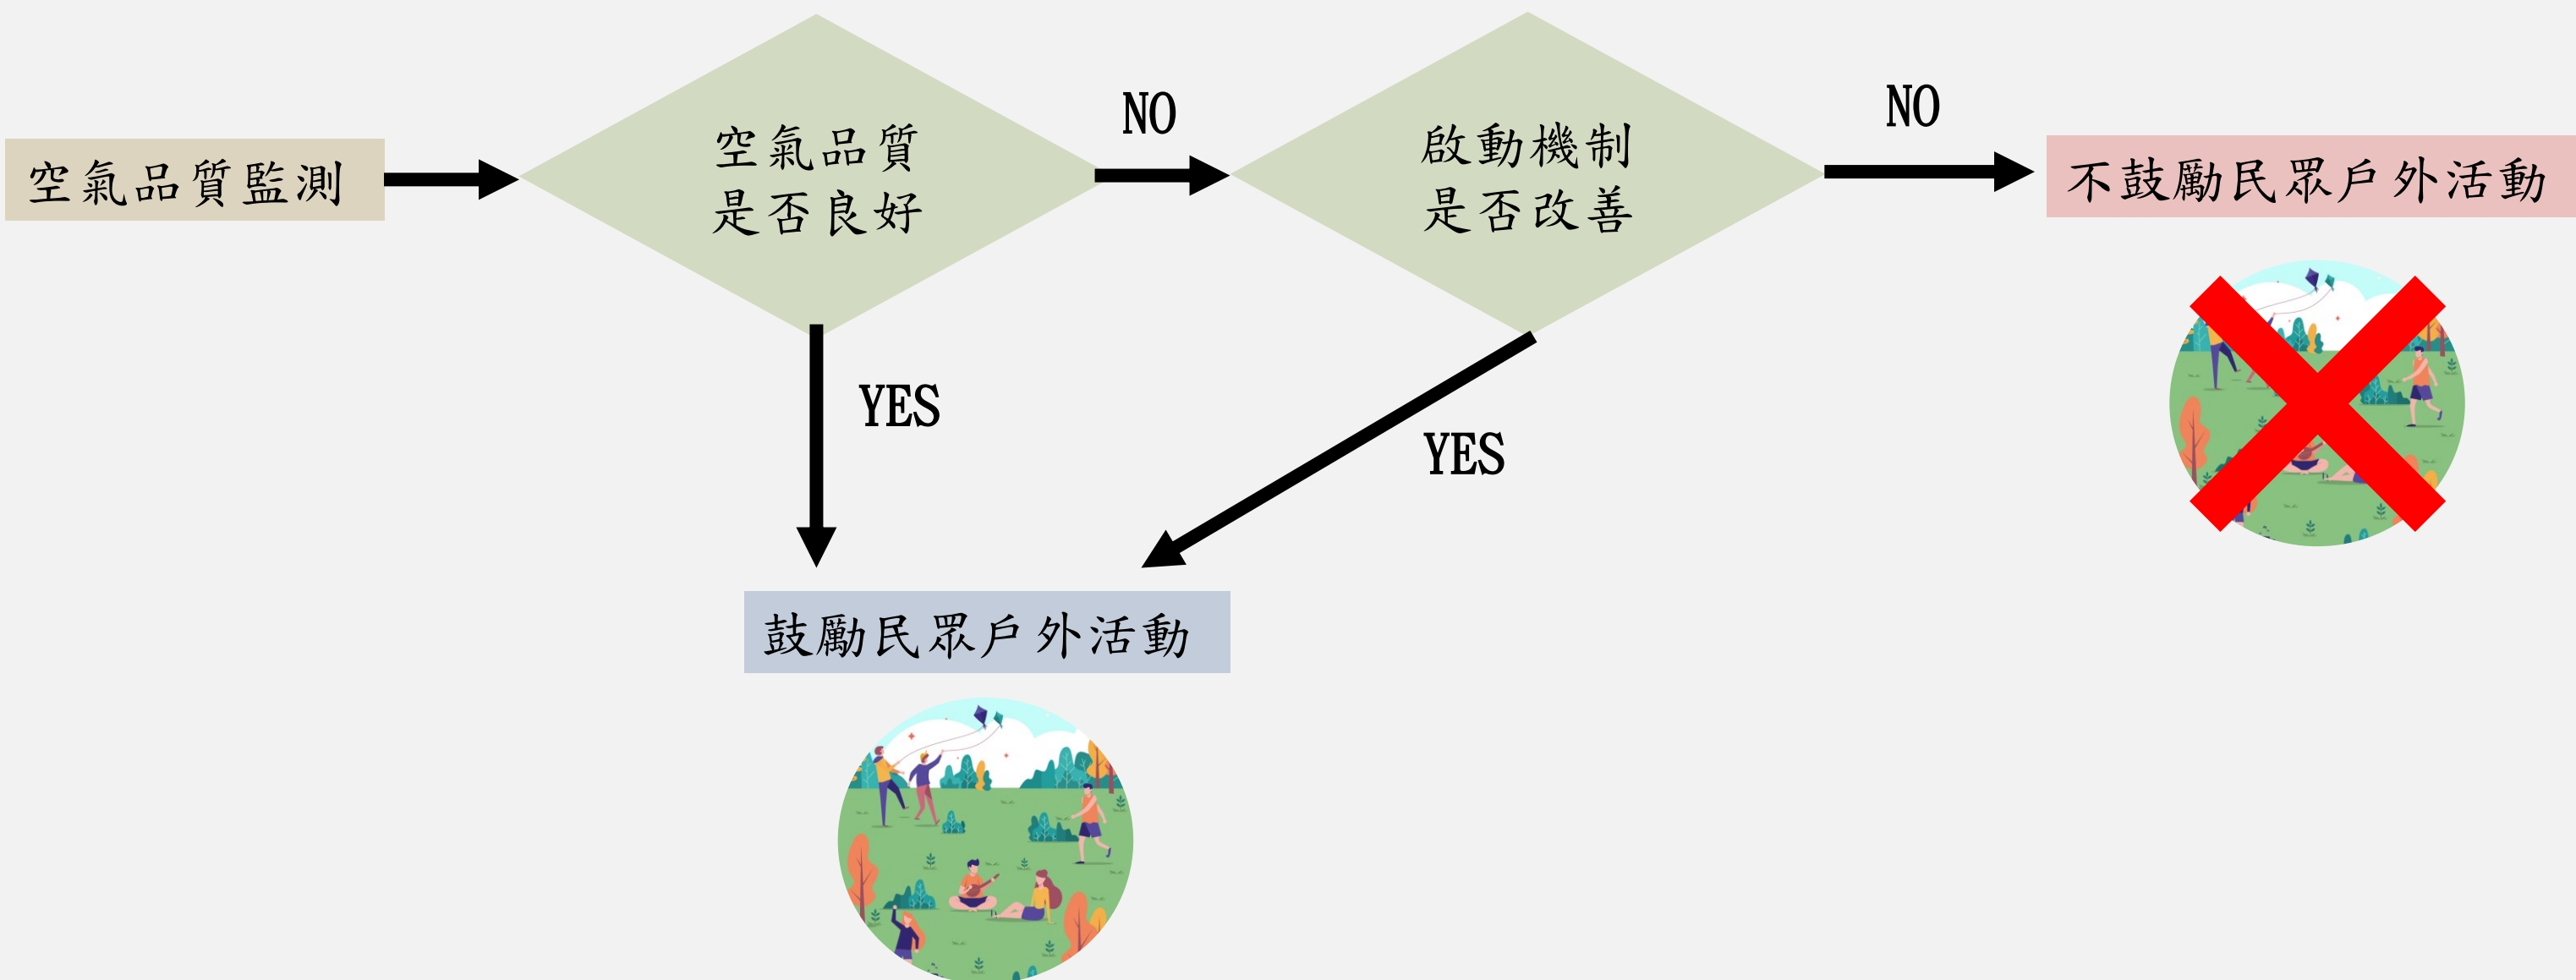 空氣品質監測
空氣品質
是否良好
NO
啟動機制
是否改善
NO
不鼓勵民眾戶外活動
YES
YES
鼓勵民眾戶外活動